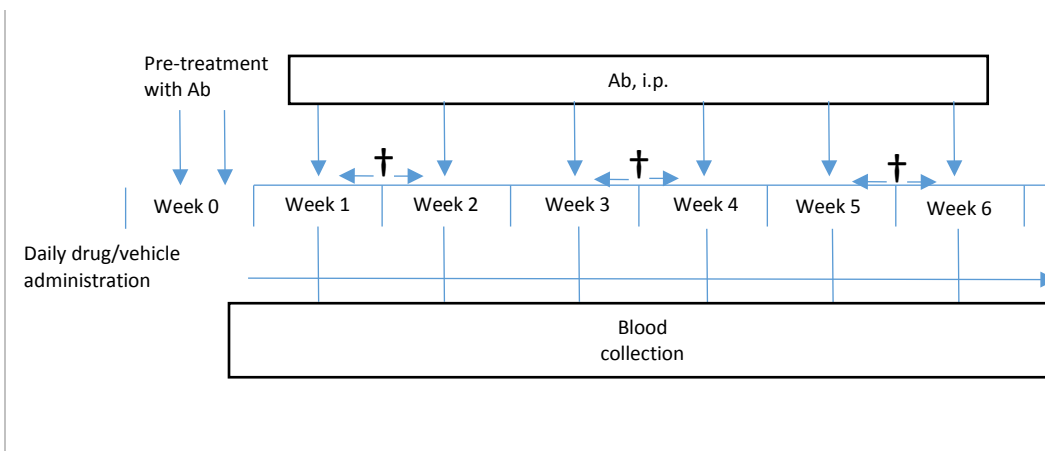 Pre-treatment
with Ab
Ab, i.p.
† † †
Week 0 Week 1 Week 2 Week 3 Week 4 Week 5 Week 6
Daily drug/vehicle
administration
Blood
collection